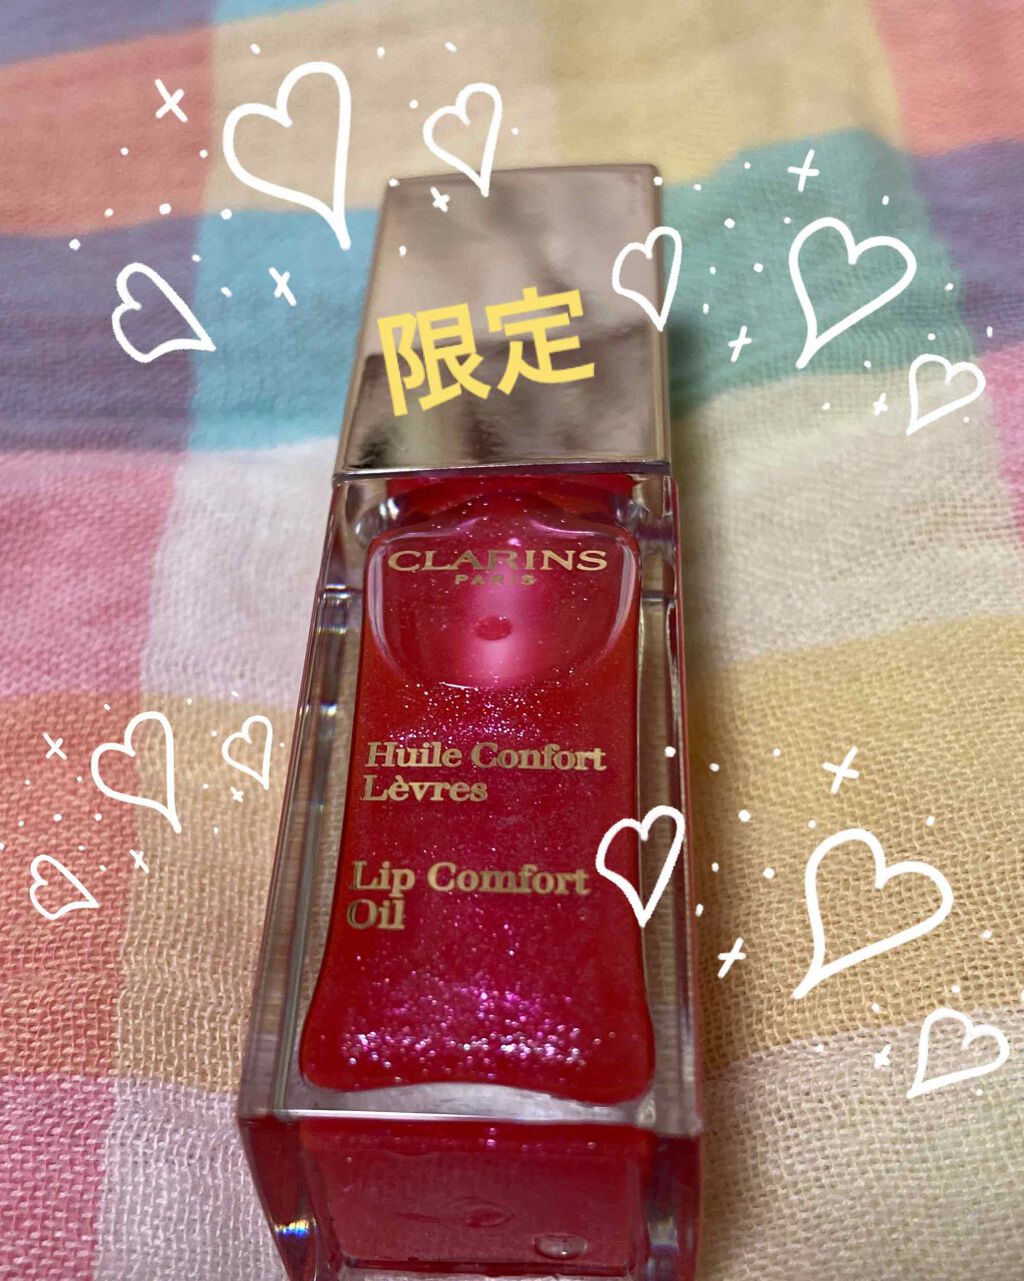 限定
CLARINS
PARIS
Huile Confort
Lèvres
Lip Comfort
Oil